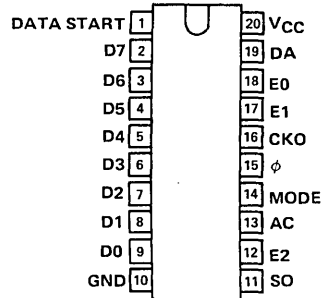 DATA START 1 20 VCC
D7 2 19 DA
D6 3 18 E0
D5 4 17 E1
D4 5 16 CKO
D3 6 15 ϕ
D2 7 14 MODE
D1 8 13 AC
D0 9 12 E2
GND 10 11 SO